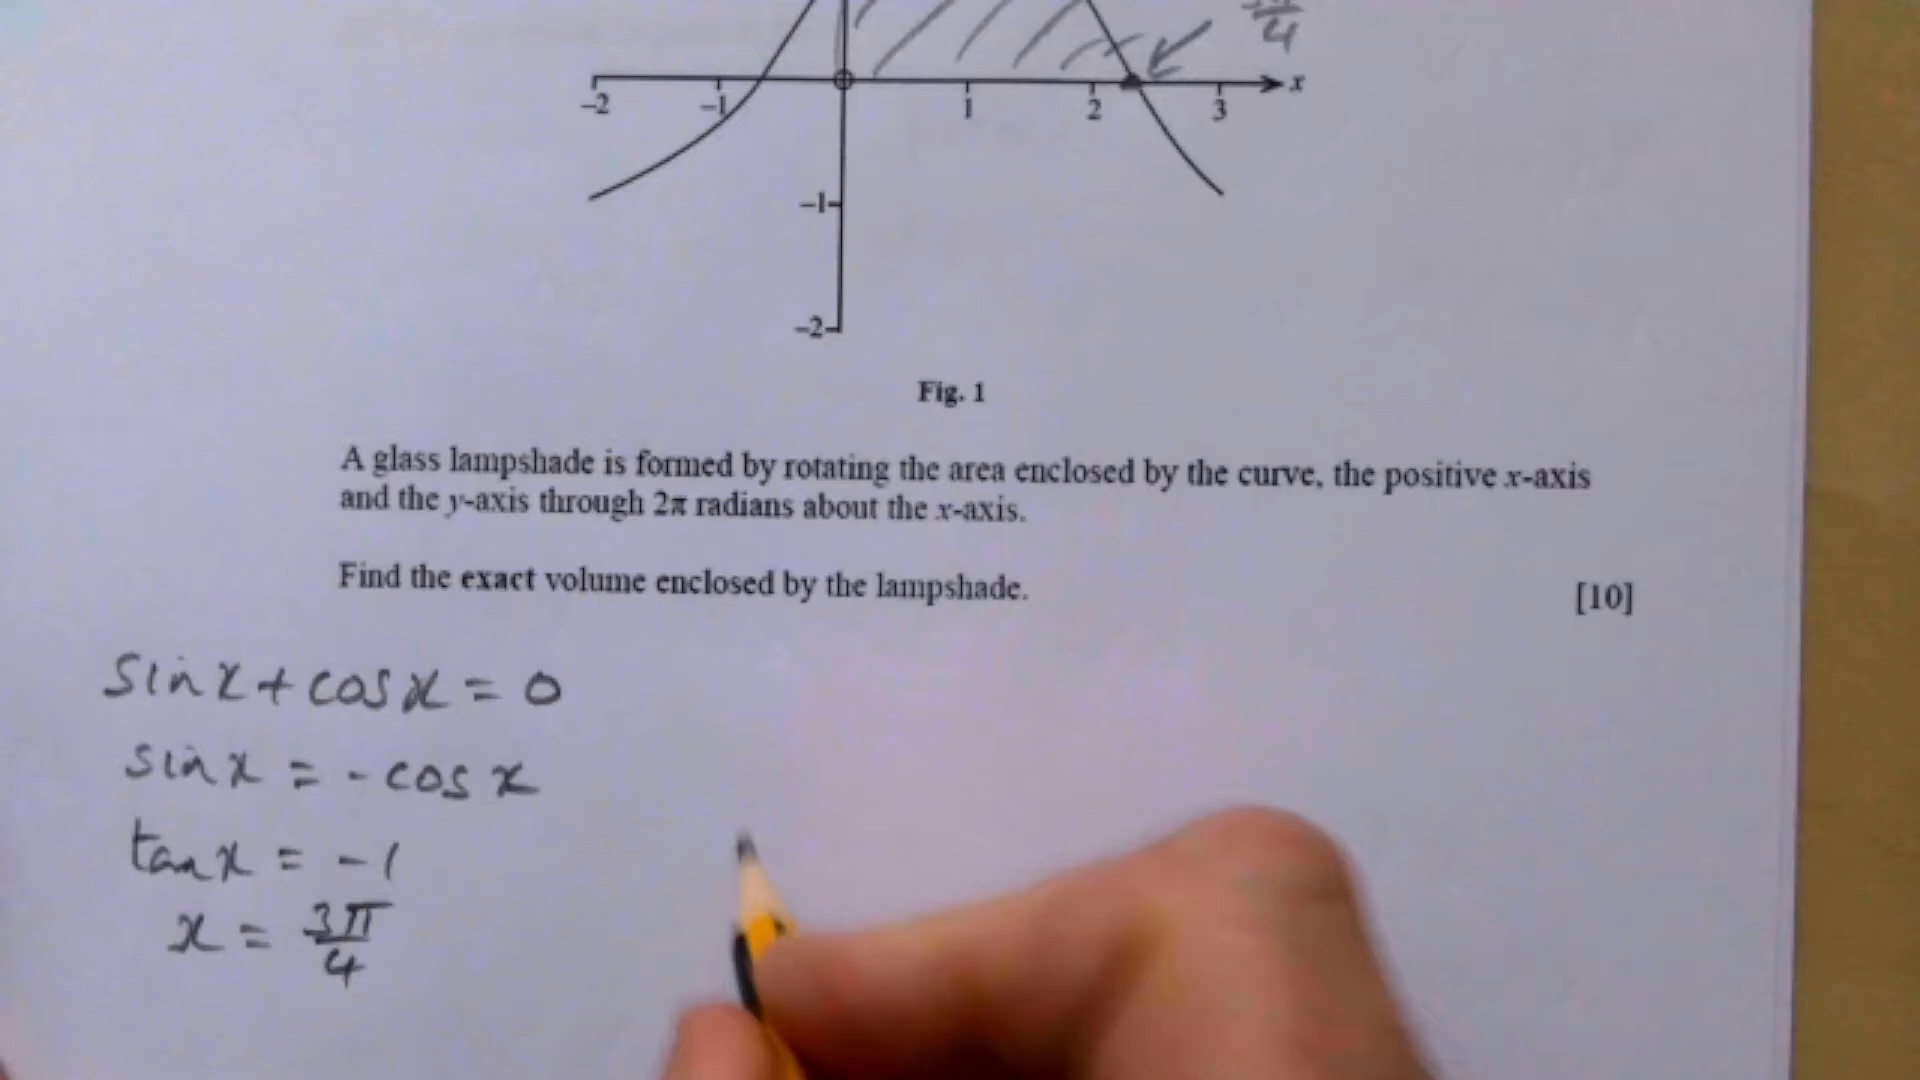 4
-2 -1 1 2 3 x
-1
-2
Fig. 1
A glass lampshade is formed by rotating the area enclosed by the curve, the positive x-axis
and the y-axis through 2π radians about the x-axis.
Find the exact volume enclosed by the lampshade.
[10]
sin x + cos x = 0
sin x = - cos x
tan x = -1
x = 3π/4